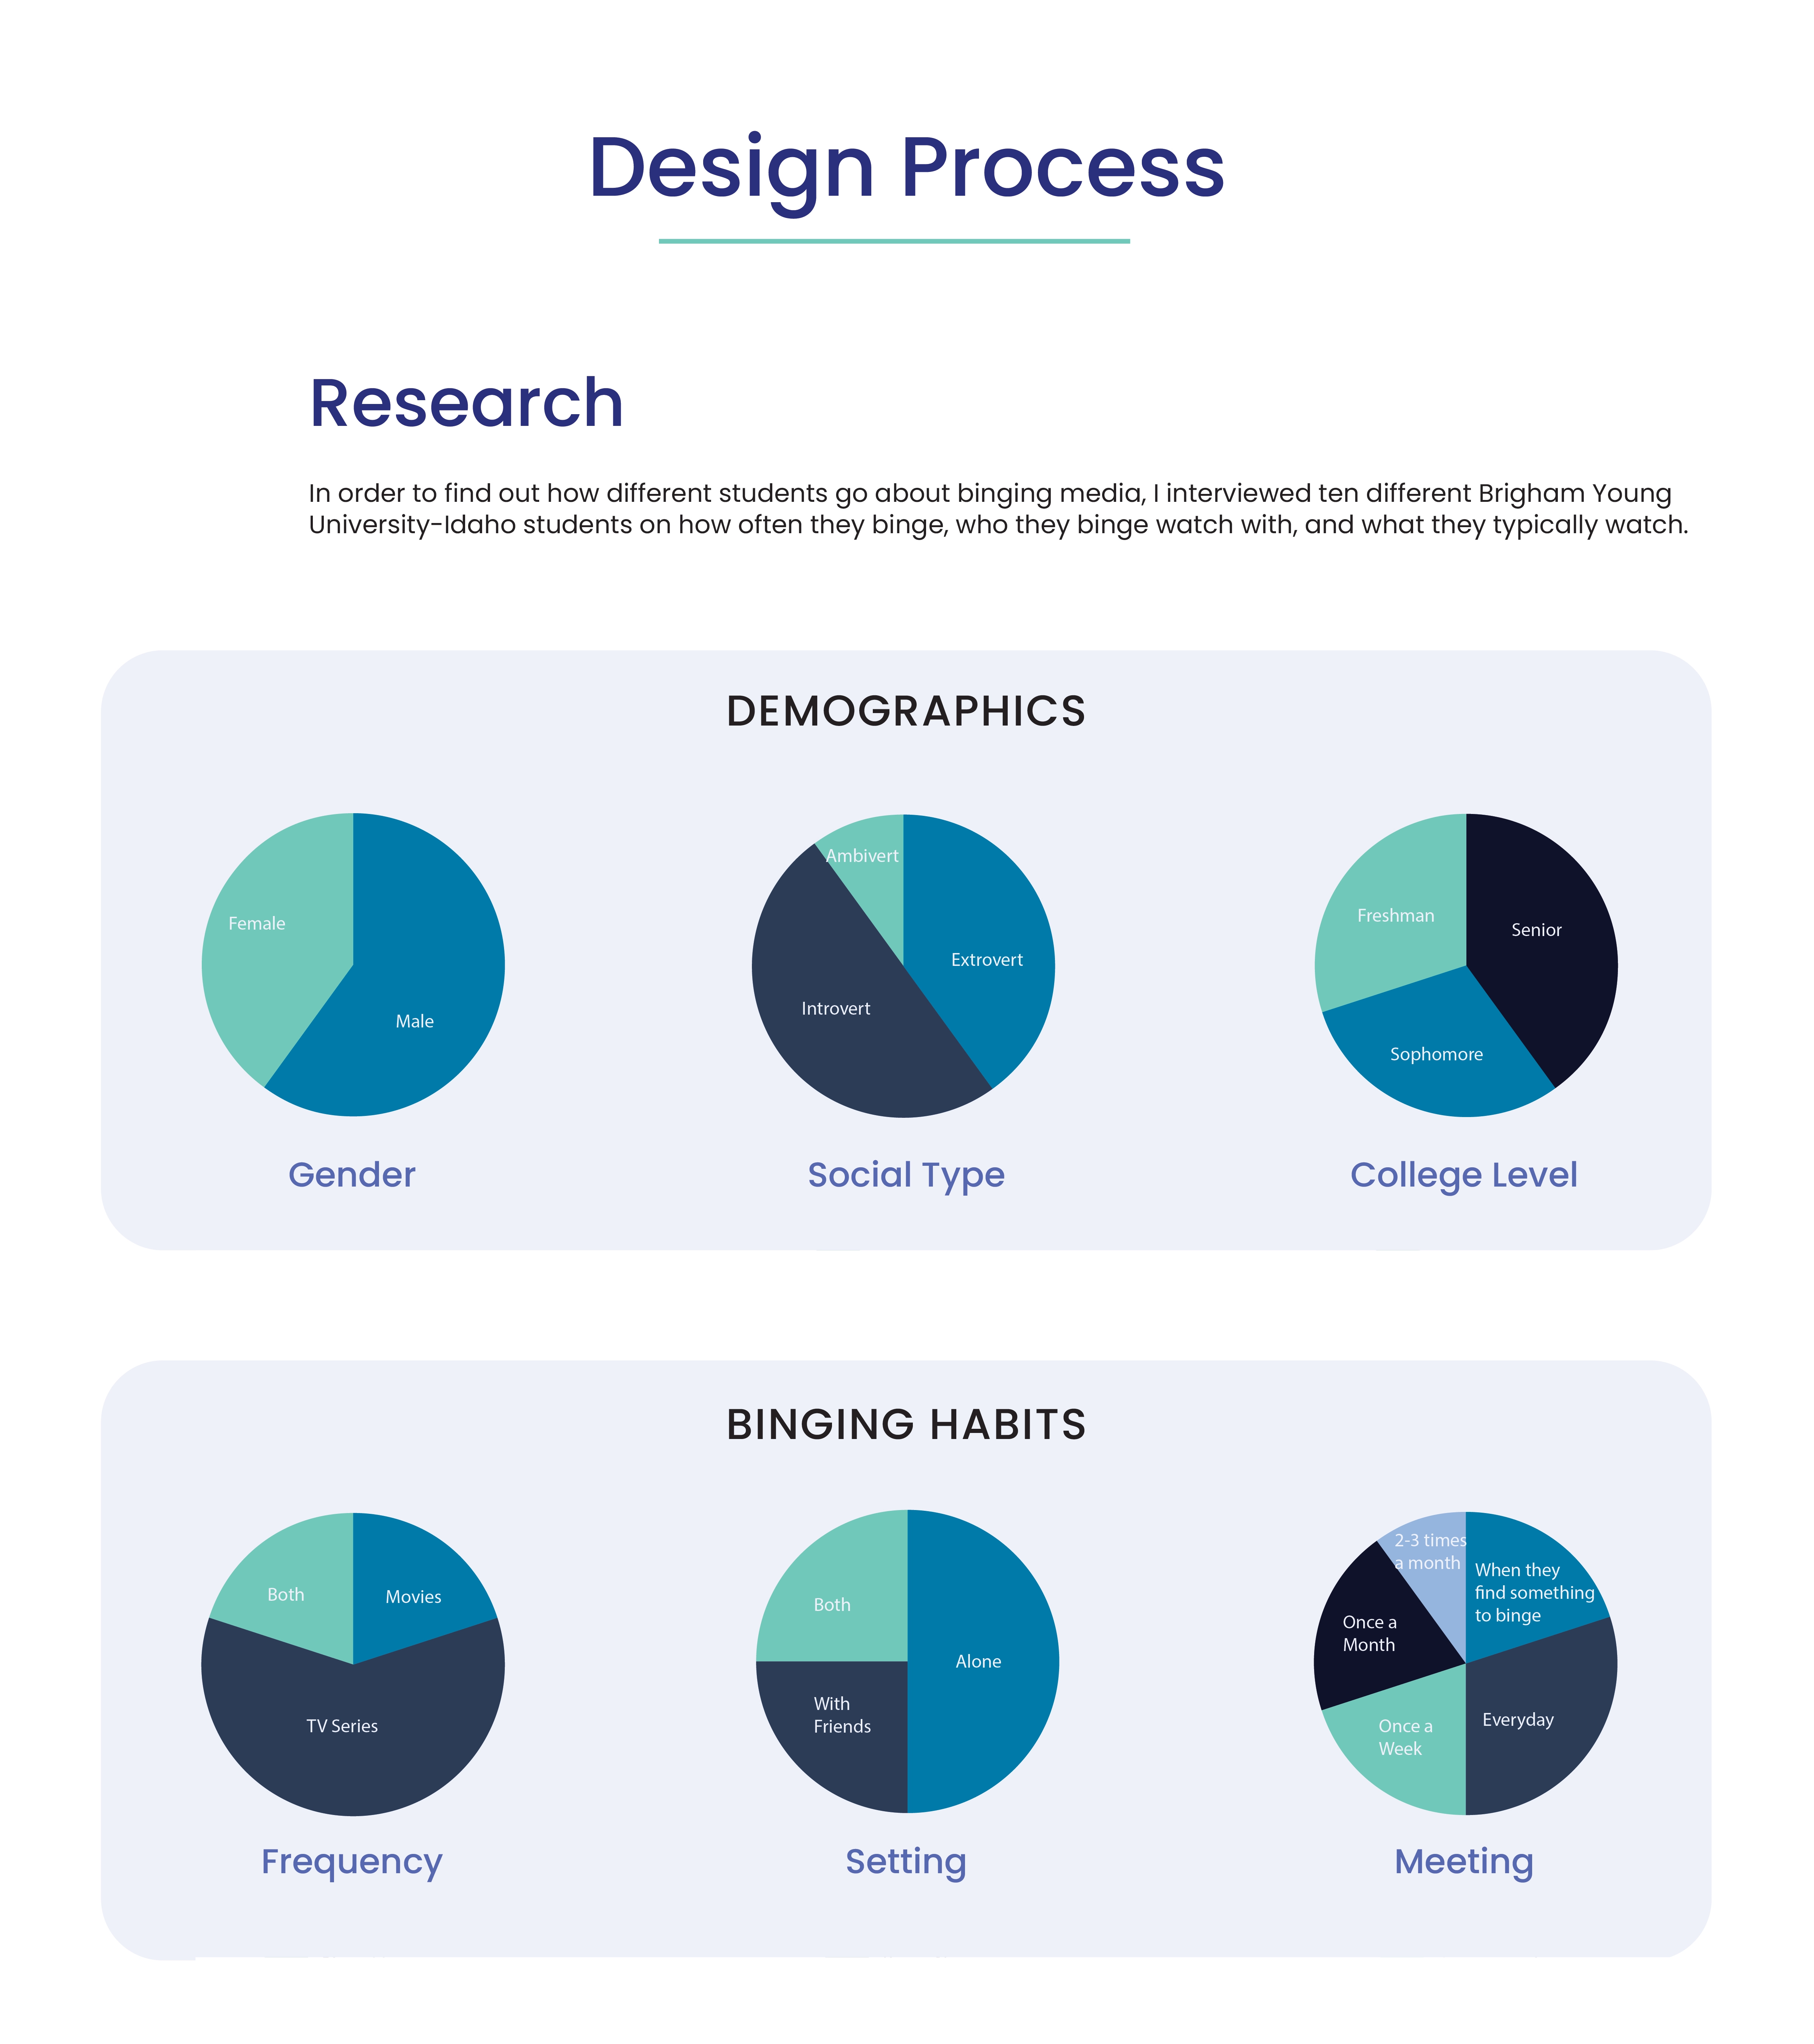 Design Process
Research
In order to find out how different students go about binging media, I interviewed ten different Brigham Young
University-Idaho students on how often they binge, who they binge watch with, and what they typically watch.
DEMOGRAPHICS
Female
Male
Gender
Ambivert
Extrovert
Introvert
Social Type
Freshman
Senior
Sophomore
College Level
BINGING HABITS
Both
Movies
TV Series
Frequency
Both
Alone
With
Friends
Setting
2-3 times
a month
When they
find something
to binge
Once a
Month
Everyday
Once a
Week
Meeting